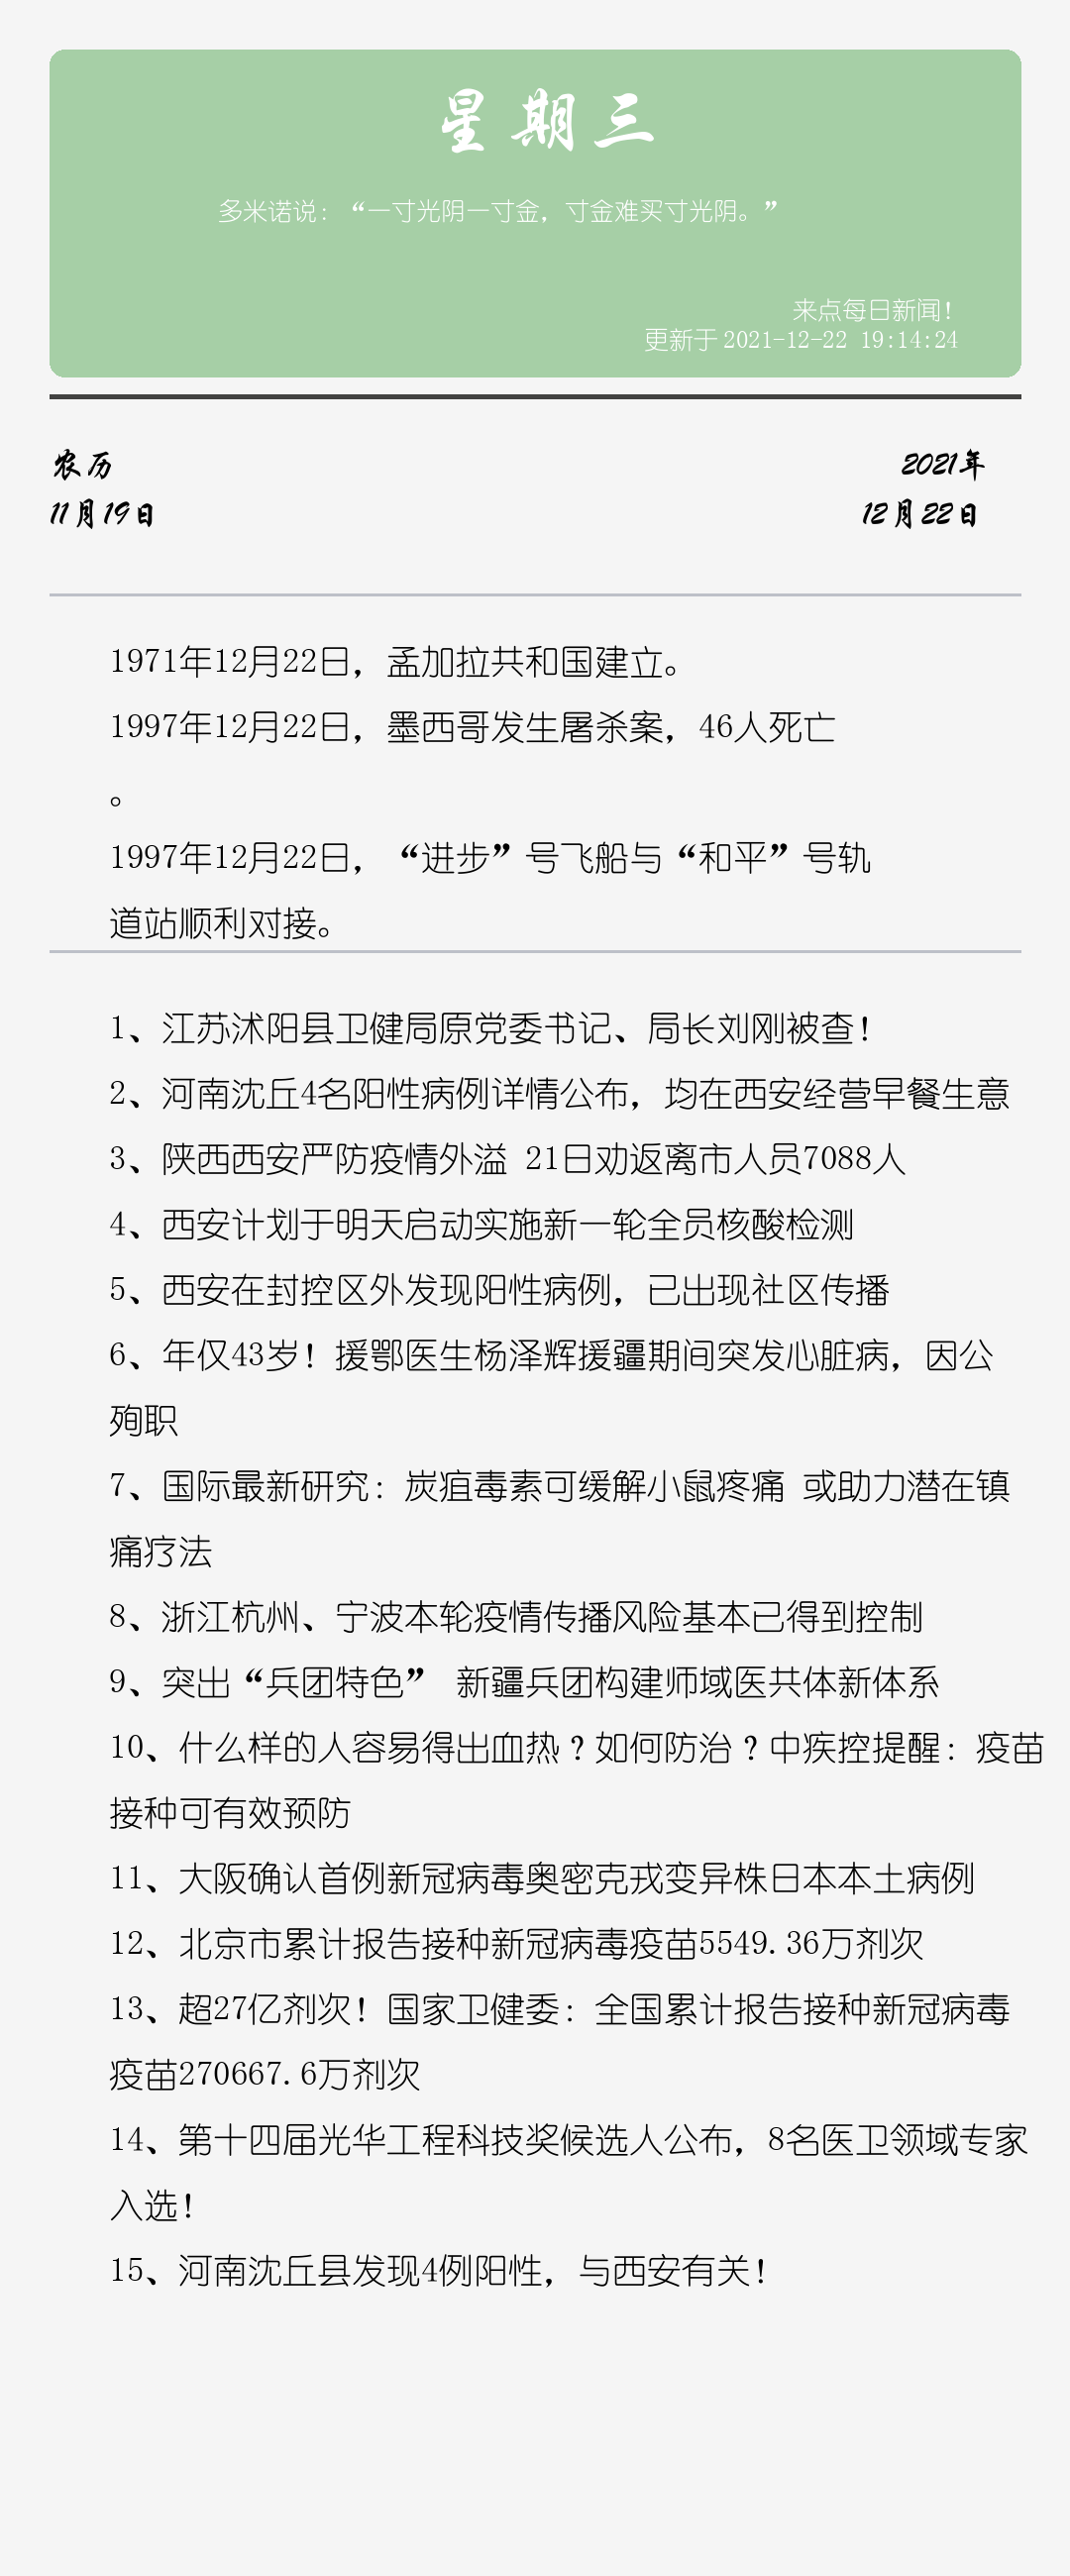 星期三
多米诺说：“一寸光阴一寸金，寸金难买寸光阴。”
来点每日新闻！
更新于 2021-12-22 19:14:24
农历
2021年
11月19日
12月22日
1971年12月22日，孟加拉共和国建立。
1997年12月22日，墨西哥发生屠杀案，46人死亡
。
1997年12月22日，“进步”号飞船与“和平”号轨
道站顺利对接。
1、江苏沭阳县卫健局原党委书记、局长刘刚被查！
2、河南沈丘4名阳性病例详情公布，均在西安经营早餐生意
3、陕西西安严防疫情外溢 21日劝返离市人员7088人
4、西安计划于明天启动实施新一轮全员核酸检测
5、西安在封控区外发现阳性病例，已出现社区传播
6、年仅43岁！援鄂医生杨泽辉援疆期间突发心脏病，因公
殉职
7、国际最新研究：炭疽毒素可缓解小鼠疼痛 或助力潜在镇
痛疗法
8、浙江杭州、宁波本轮疫情传播风险基本已得到控制
9、突出“兵团特色” 新疆兵团构建师域医共体新体系
10、什么样的人容易得出血热？如何防治？中疾控提醒：疫苗
接种可有效预防
11、大阪确认首例新冠病毒奥密克戎变异株日本本土病例
12、北京市累计报告接种新冠病毒疫苗5549.36万剂次
13、超27亿剂次！国家卫健委：全国累计报告接种新冠病毒
疫苗270667.6万剂次
14、第十四届光华工程科技奖候选人公布，8名医卫领域专家
入选！
15、河南沈丘县发现4例阳性，与西安有关！